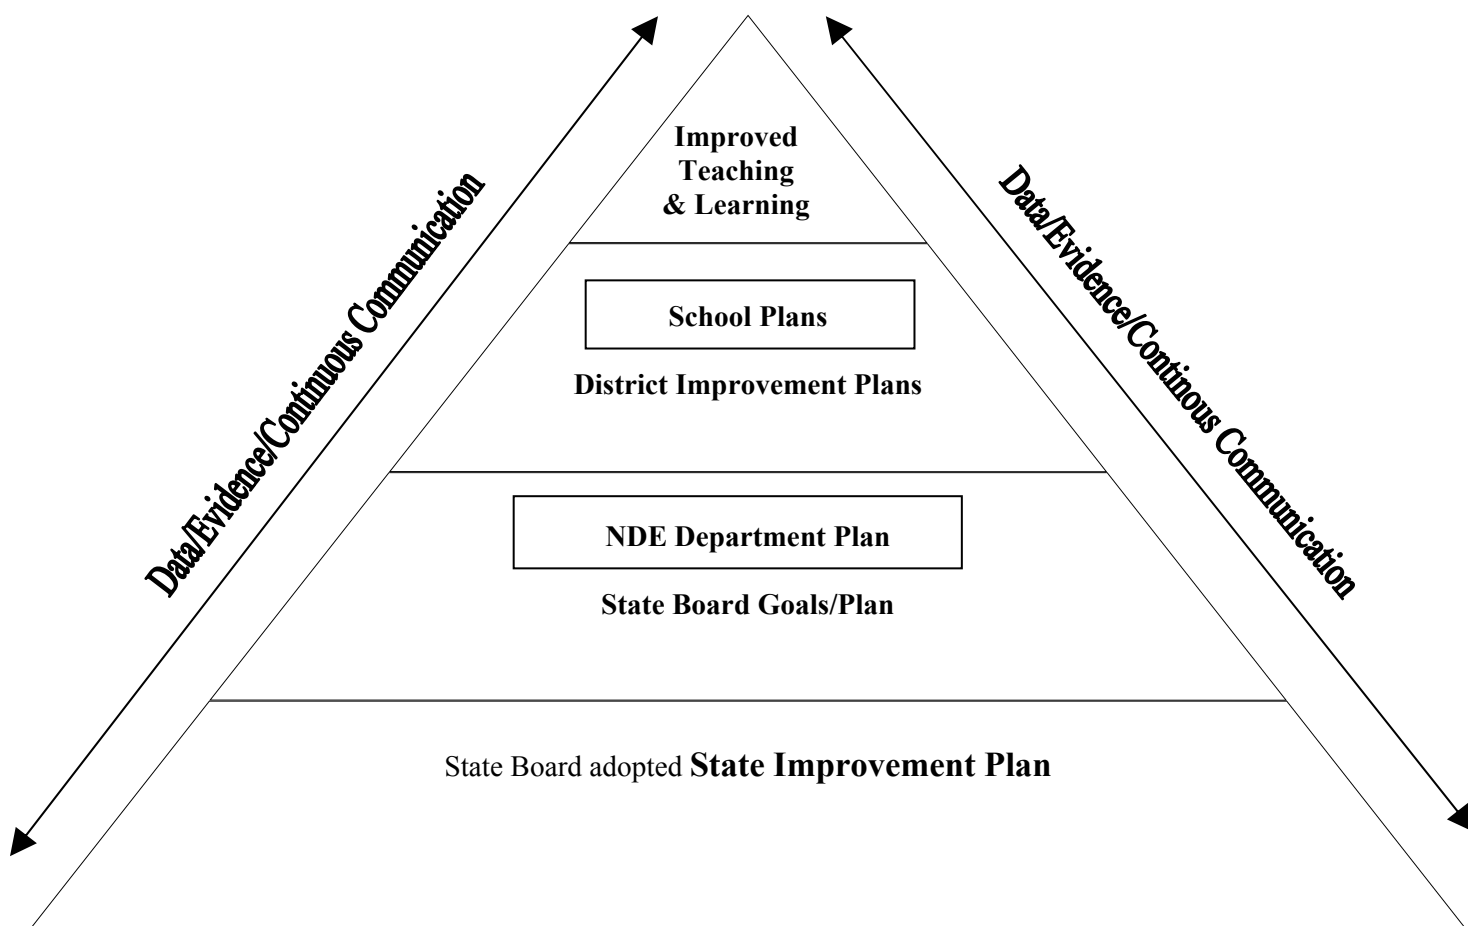 Improved
Teaching
& Learning
Data/Evidence/Continuous Communication
Data/Evidence/Continous Communication
School Plans
District Improvement Plans
NDE Department Plan
State Board Goals/Plan
State Board adopted State Improvement Plan